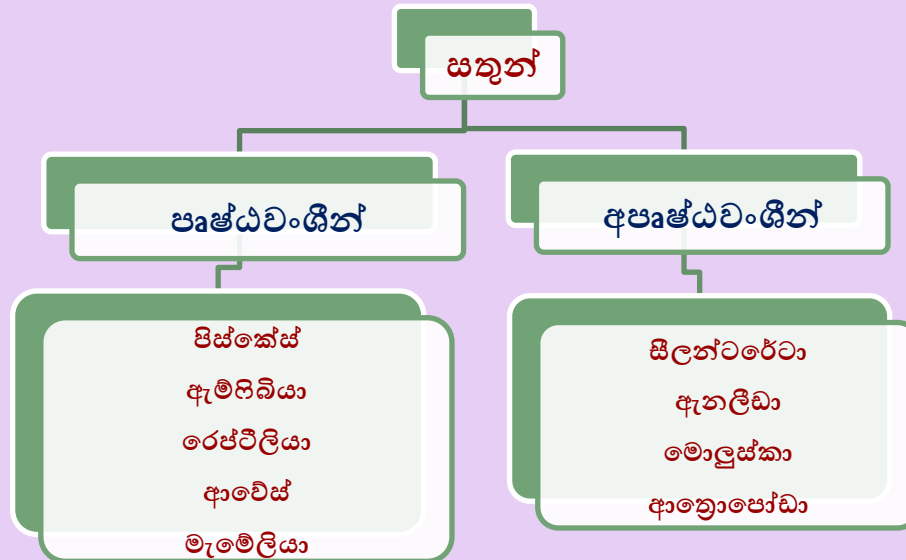 සතුන්
පෘෂ්ඨවංශීන්
අපෘෂ්ඨවංශීන්
පිස්කේස්
ඇම්ෆිබියා
රෙප්ටීලියා
ආවේස්
මැමේලියා
සීලන්ටරේටා
ඇනලීඩා
මොලුස්කා
ආත්‍රොපෝඩා